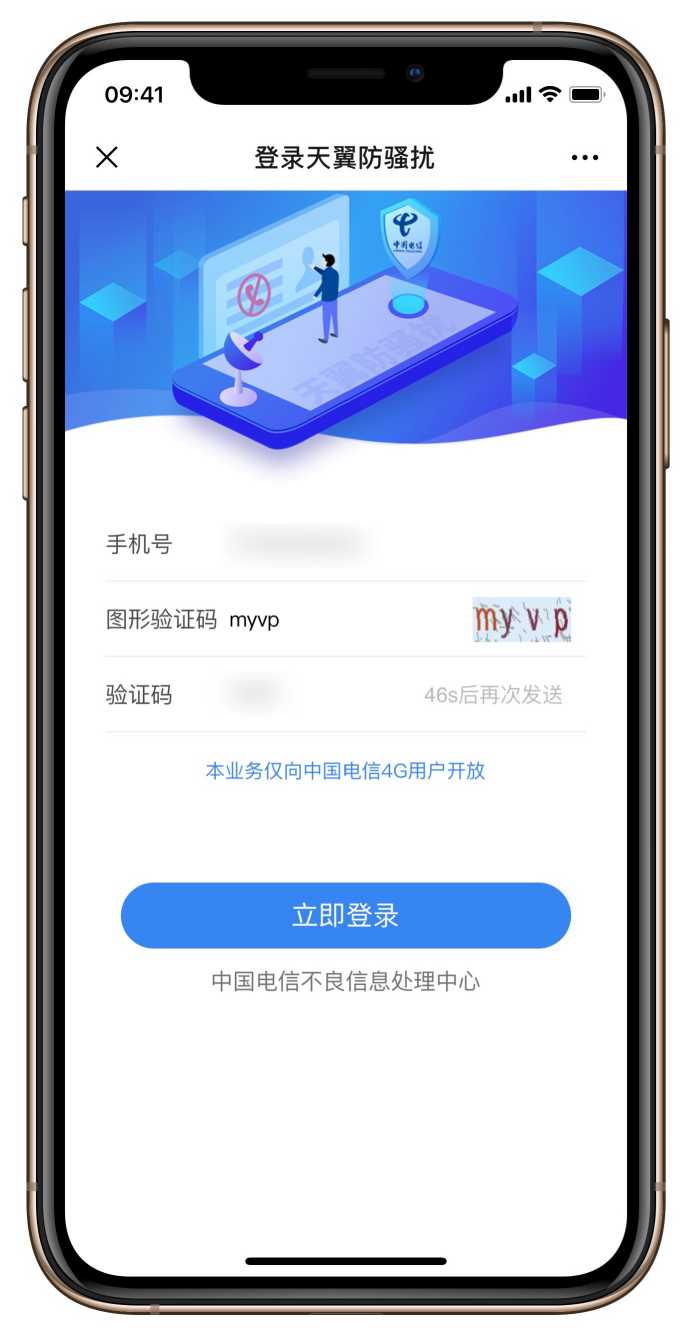 09:41
登录天翼防骚扰
中国电信
天翼防骚扰
手机号
图形验证码 myvp
my v p
验证码
46s后再次发送
本业务仅向中国电信4G用户开放
立即登录
中国电信不良信息处理中心